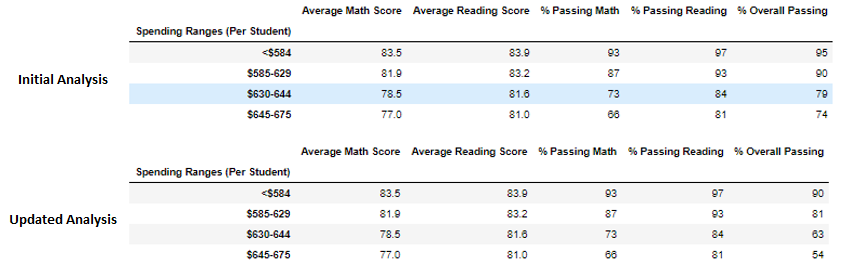 Average Math Score Average Reading Score % Passing Math % Passing Reading % Overall Passing
Spending Ranges (Per Student)
<$584 83.5 83.9 93 97 95
Initial Analysis
$585-629 81.9 83.2 87 93 90
$630-644 78.5 81.6 73 84 79
$645-675 77.0 81.0 66 81 74
Average Math Score Average Reading Score % Passing Math % Passing Reading % Overall Passing
Spending Ranges (Per Student)
<$584 83.5 83.9 93 97 90
Updated Analysis
$585-629 81.9 83.2 87 93 81
$630-644 78.5 81.6 73 84 63
$645-675 77.0 81.0 66 81 54